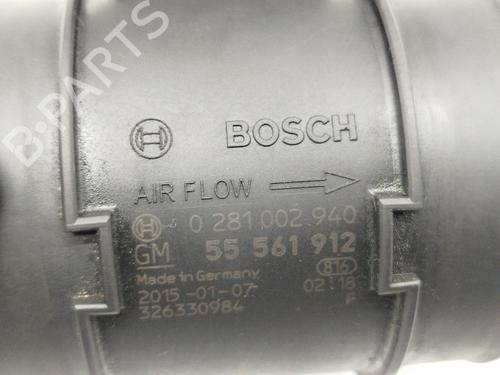 B-PARTS
BOSCH
AIR FLOW
0 281 002 940
GM 55 561 912
Made in Germany 816
2015-01-07 02:18
326330984 F